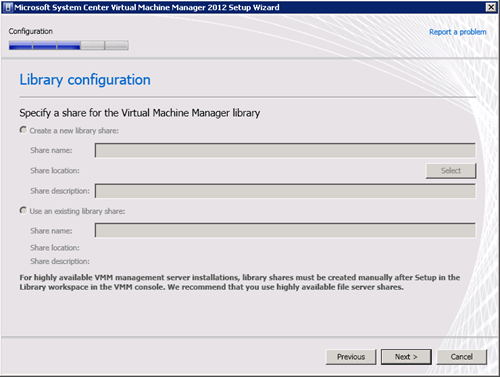 Microsoft System Center Virtual Machine Manager 2012 Setup Wizard
Configuration
Report a problem
Library configuration
Specify a share for the Virtual Machine Manager library
Create a new library share:
Share name:
Share location:
Select
Share description:
Use an existing library share:
Share name:
Share location:
Share description:
For highly available VMM management server installations, library shares must be created manually after Setup in the
Library workspace in the VMM console. We recommend that you use highly available file server shares.
Previous
Next >
Cancel